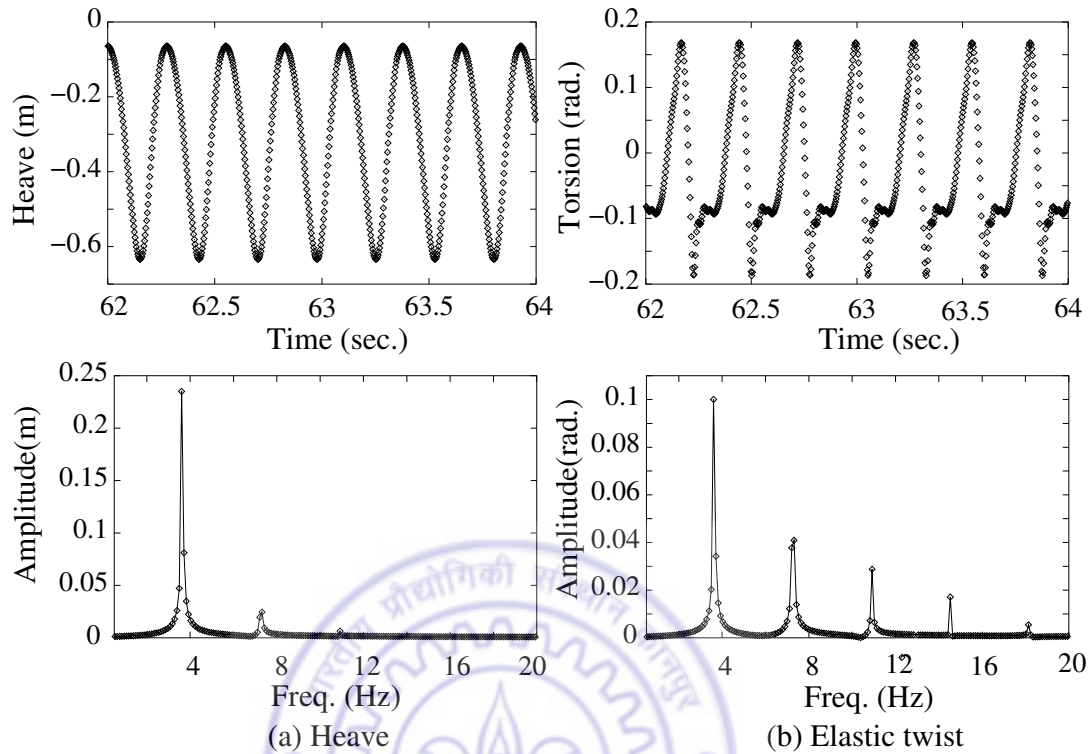 0
−0.2
−0.4
−0.6
Heave (m)
62 62.5 63 63.5 64
Time (sec.)
0.2
0.1
0
−0.1
−0.2
Torsion (rad.)
62 62.5 63 63.5 64
Time (sec.)
0.25
0.2
0.15
0.1
0.05
0
Amplitude(m)
4 8 12 16 20
Freq. (Hz)
(a) Heave
0.1
0.08
0.06
0.04
0.02
0
Amplitude(rad.)
4 8 12 16 20
Freq. (Hz)
(b) Elastic twist
भारतीय प्रौद्योगिकी संस्थान कानपुर